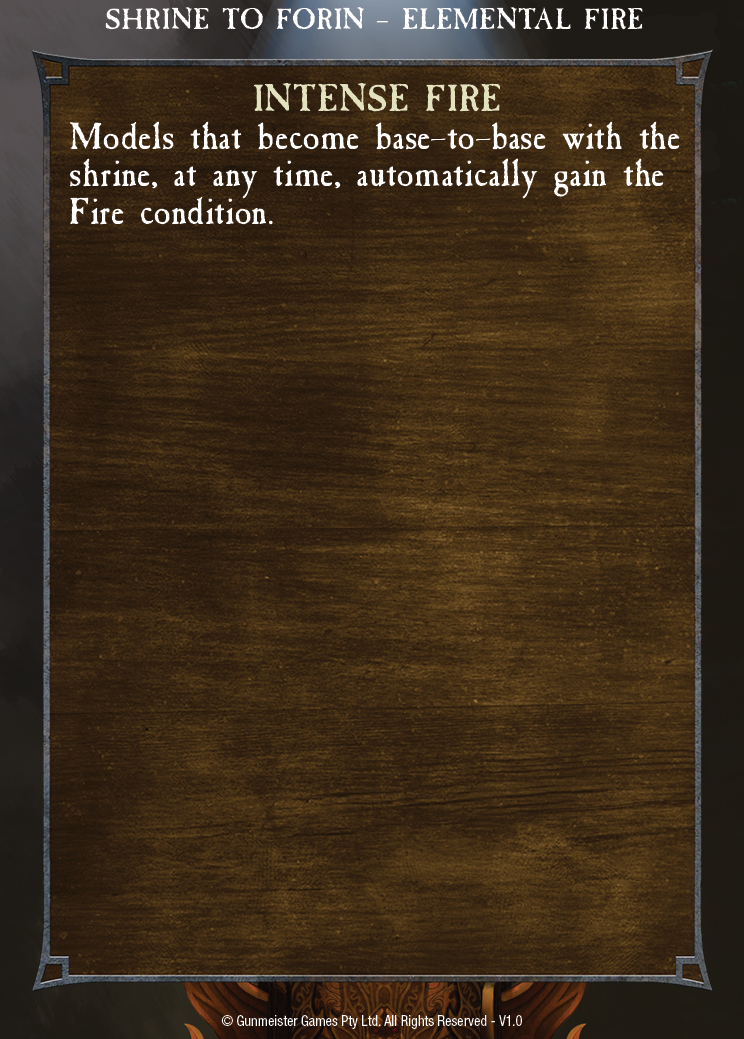 SHRINE TO FORIN – ELEMENTAL FIRE
INTENSE FIRE
Models that become base–to–base with the
shrine, at any time, automatically gain the
Fire condition.
© Gunmeister Games Pty Ltd. All Rights Reserved - V1.0